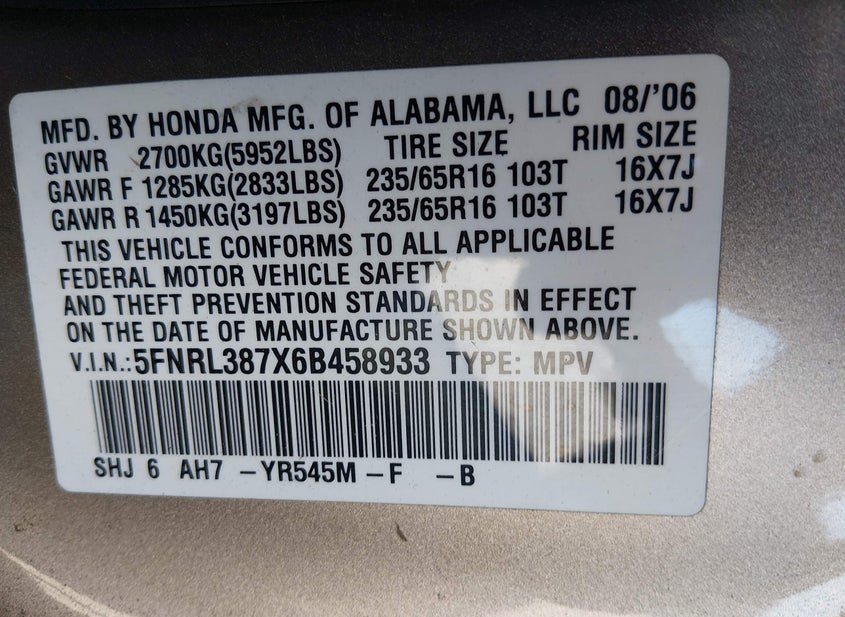 MFD. BY HONDA MFG. OF ALABAMA, LLC 08/'06
GVWR 2700KG(5952LBS) TIRE SIZE RIM SIZE
GAWR F 1285KG(2833LBS) 235/65R16 103T 16X7J
GAWR R 1450KG(3197LBS) 235/65R16 103T 16X7J
THIS VEHICLE CONFORMS TO ALL APPLICABLE
FEDERAL MOTOR VEHICLE SAFETY
AND THEFT PREVENTION STANDARDS IN EFFECT
ON THE DATE OF MANUFACTURE SHOWN ABOVE.
V.I.N.:5FNRL387X6B458933 TYPE: MPV
SHJ 6 AH7 -YR545M -F -B